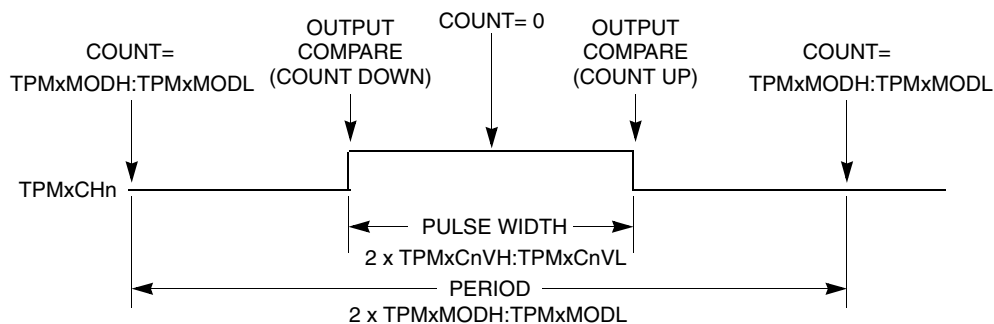 COUNT=
TPMxMODH:TPMxMODL
OUTPUT
COMPARE
(COUNT DOWN)
COUNT= 0
OUTPUT
COMPARE
(COUNT UP)
COUNT=
TPMxMODH:TPMxMODL
TPMxCHn
PULSE WIDTH
2 x TPMxCnVH:TPMxCnVL
PERIOD
2 x TPMxMODH:TPMxMODL